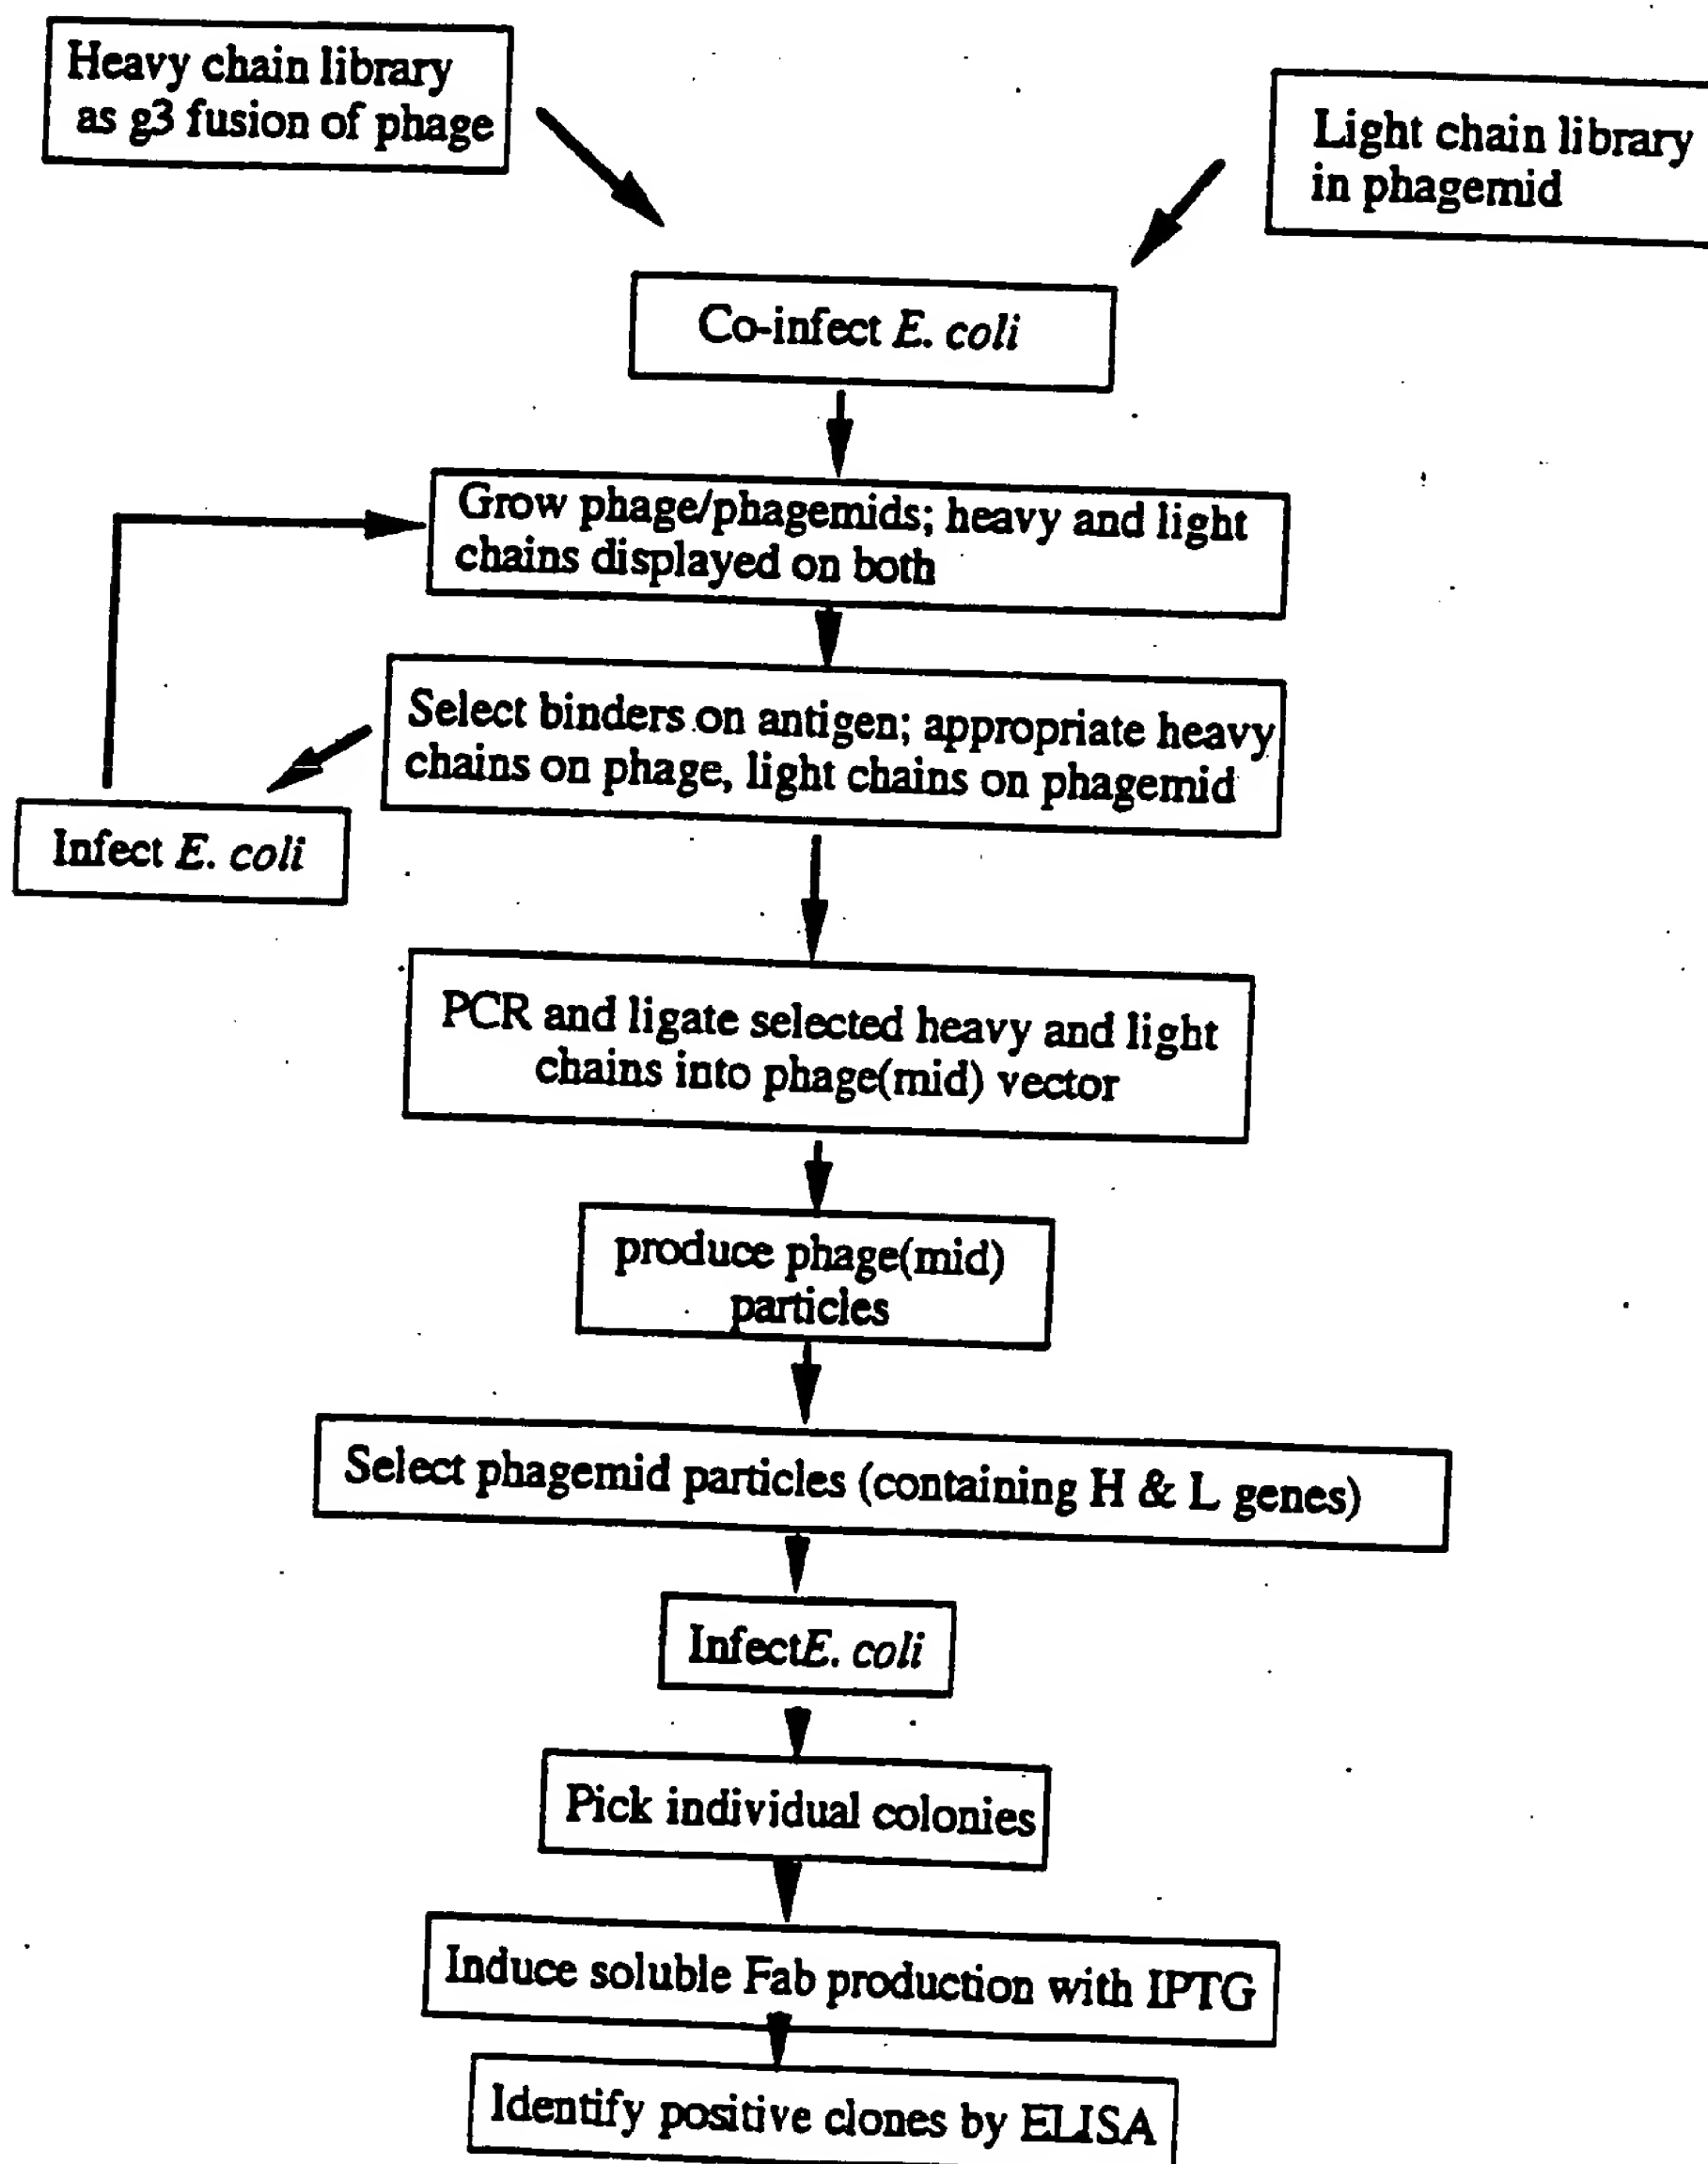 Heavy chain library
as g3 fusion of phage
Light chain library
in phagemid
Co-infect E. coli
Grow phage/phagemids; heavy and light
chains displayed on both
Select binders on antigen; appropriate heavy
chains on phage, light chains on phagemid
Infect E. coli
PCR and ligate selected heavy and light
chains into phage(mid) vector
produce phage(mid)
particles
Select phagemid particles (containing H & L genes)
InfectE. coli
Pick individual colonies
Induce soluble Fab production with IPTG
Identify positive clones by ELISA